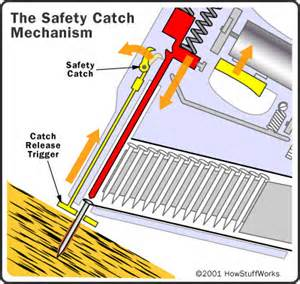 The Safety Catch
Mechanism
Safety
Catch
Catch
Release
Trigger
©2001 HowStuffWorks